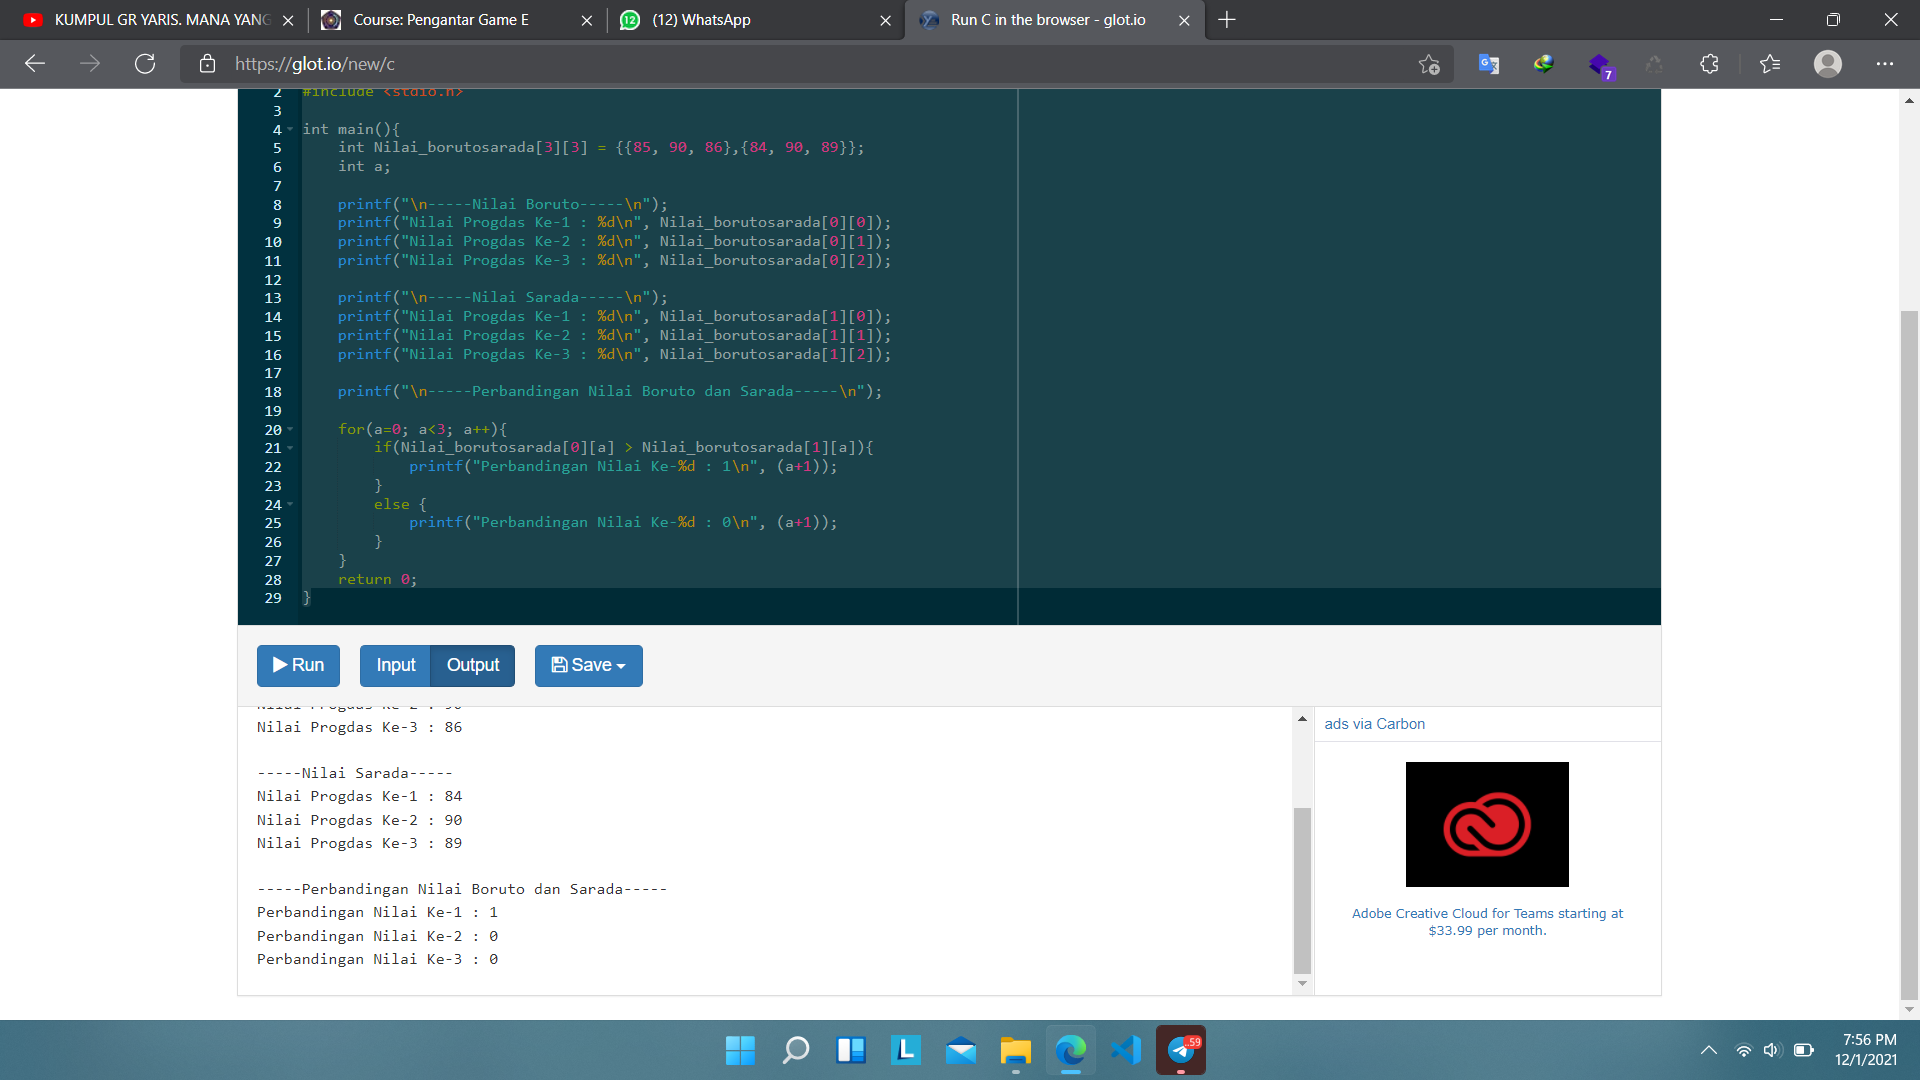 KUMPUL GR YARIS. MANA YANG
Course: Pengantar Game E
12
(12) WhatsApp
Run C in the browser - glot.io
https://glot.io/new/c
7
2 #include <stdio.h>
3
4 int main(){
5 int Nilai_borutosarada[3][3] = {{85, 90, 86},{84, 90, 89}};
6 int a;
7
8 printf("\n-----Nilai Boruto-----\n");
9 printf("Nilai Progdas Ke-1 : %d\n", Nilai_borutosarada[0][0]);
10 printf("Nilai Progdas Ke-2 : %d\n", Nilai_borutosarada[0][1]);
11 printf("Nilai Progdas Ke-3 : %d\n", Nilai_borutosarada[0][2]);
12
13 printf("\n-----Nilai Sarada-----\n");
14 printf("Nilai Progdas Ke-1 : %d\n", Nilai_borutosarada[1][0]);
15 printf("Nilai Progdas Ke-2 : %d\n", Nilai_borutosarada[1][1]);
16 printf("Nilai Progdas Ke-3 : %d\n", Nilai_borutosarada[1][2]);
17
18 printf("\n-----Perbandingan Nilai Boruto dan Sarada-----\n");
19
20 for(a=0; a<3; a++){
21 if(Nilai_borutosarada[0][a] > Nilai_borutosarada[1][a]){
22 printf("Perbandingan Nilai Ke-%d : 1\n", (a+1));
23 }
24 else {
25 printf("Perbandingan Nilai Ke-%d : 0\n", (a+1));
26 }
27 }
28 return 0;
29 }
Run
Input
Output
Save
Nilai Progdas Ke-2 : 90
Nilai Progdas Ke-3 : 86
-----Nilai Sarada-----
Nilai Progdas Ke-1 : 84
Nilai Progdas Ke-2 : 90
Nilai Progdas Ke-3 : 89
-----Perbandingan Nilai Boruto dan Sarada-----
Perbandingan Nilai Ke-1 : 1
Perbandingan Nilai Ke-2 : 0
Perbandingan Nilai Ke-3 : 0
ads via Carbon
Adobe Creative Cloud for Teams starting at
$33.99 per month.
L
..59
7:56 PM
12/1/2021